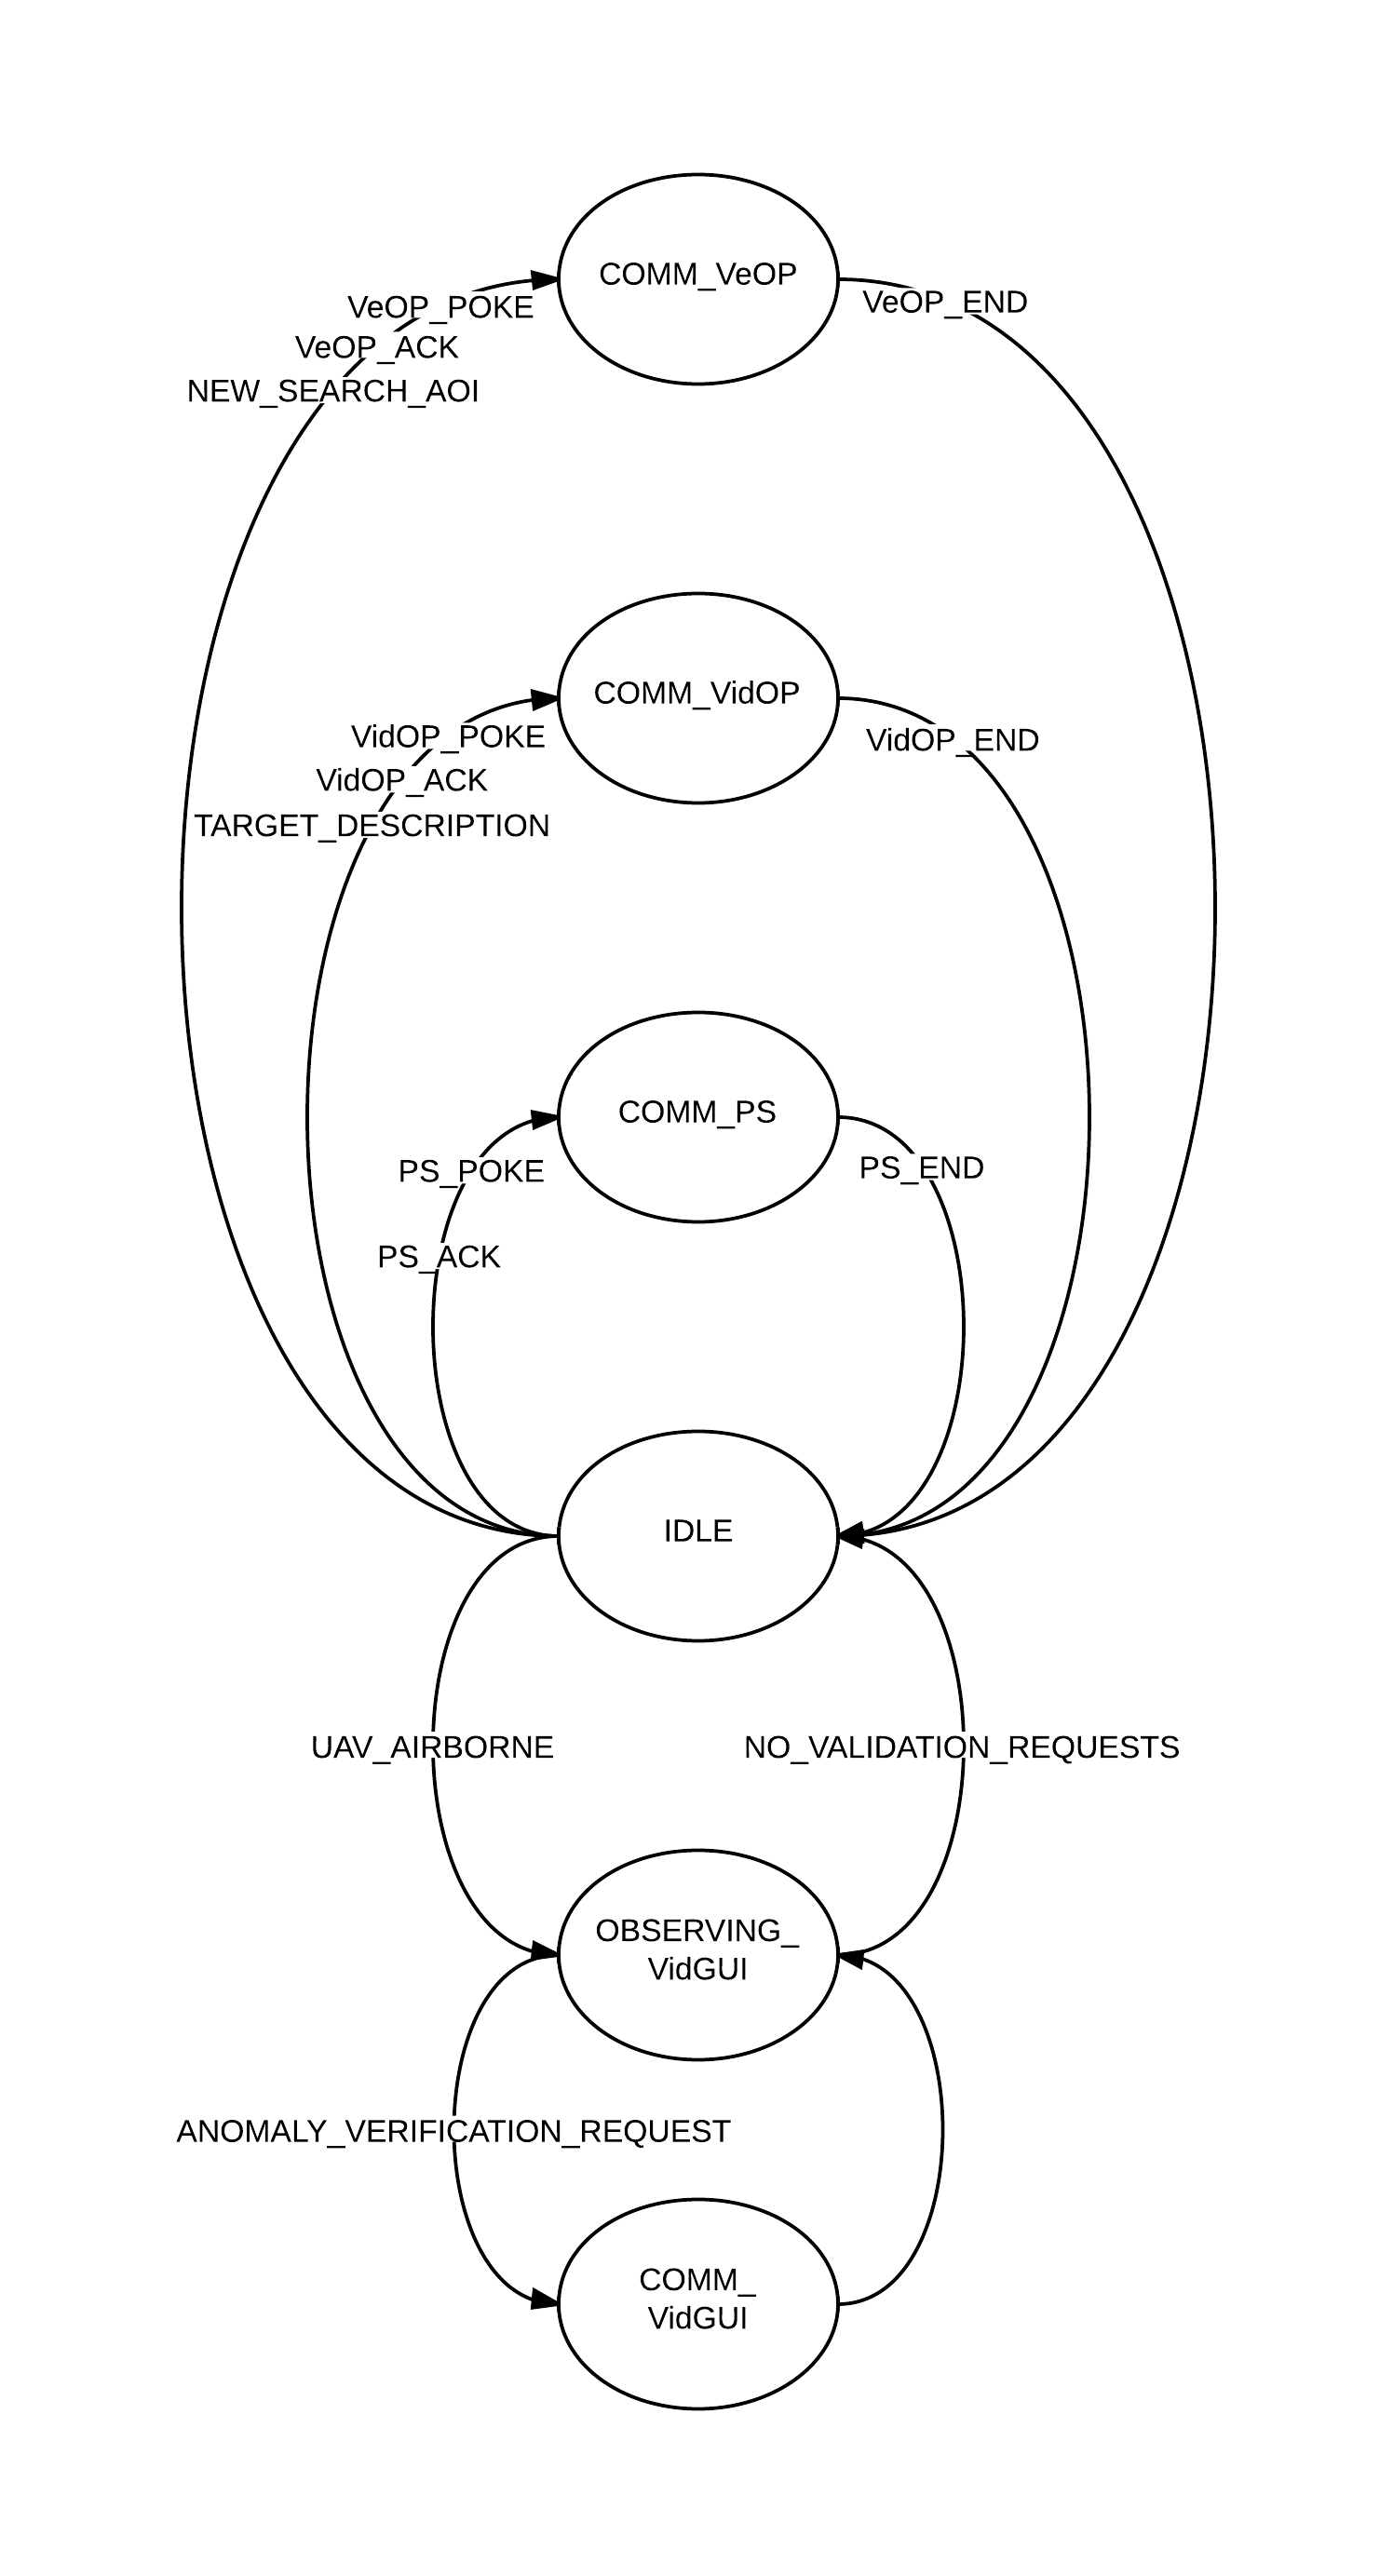 COMM_VeOP
VeOP_POKE
VeOP_END
VeOP_ACK
NEW_SEARCH_AOI
COMM_VidOP
VidOP_POKE
VidOP_END
VidOP_ACK
TARGET_DESCRIPTION
COMM_PS
PS_POKE
PS_END
PS_ACK
IDLE
UAV_AIRBORNE
NO_VALIDATION_REQUESTS
OBSERVING_
VidGUI
ANOMALY_VERIFICATION_REQUEST
COMM_
VidGUI